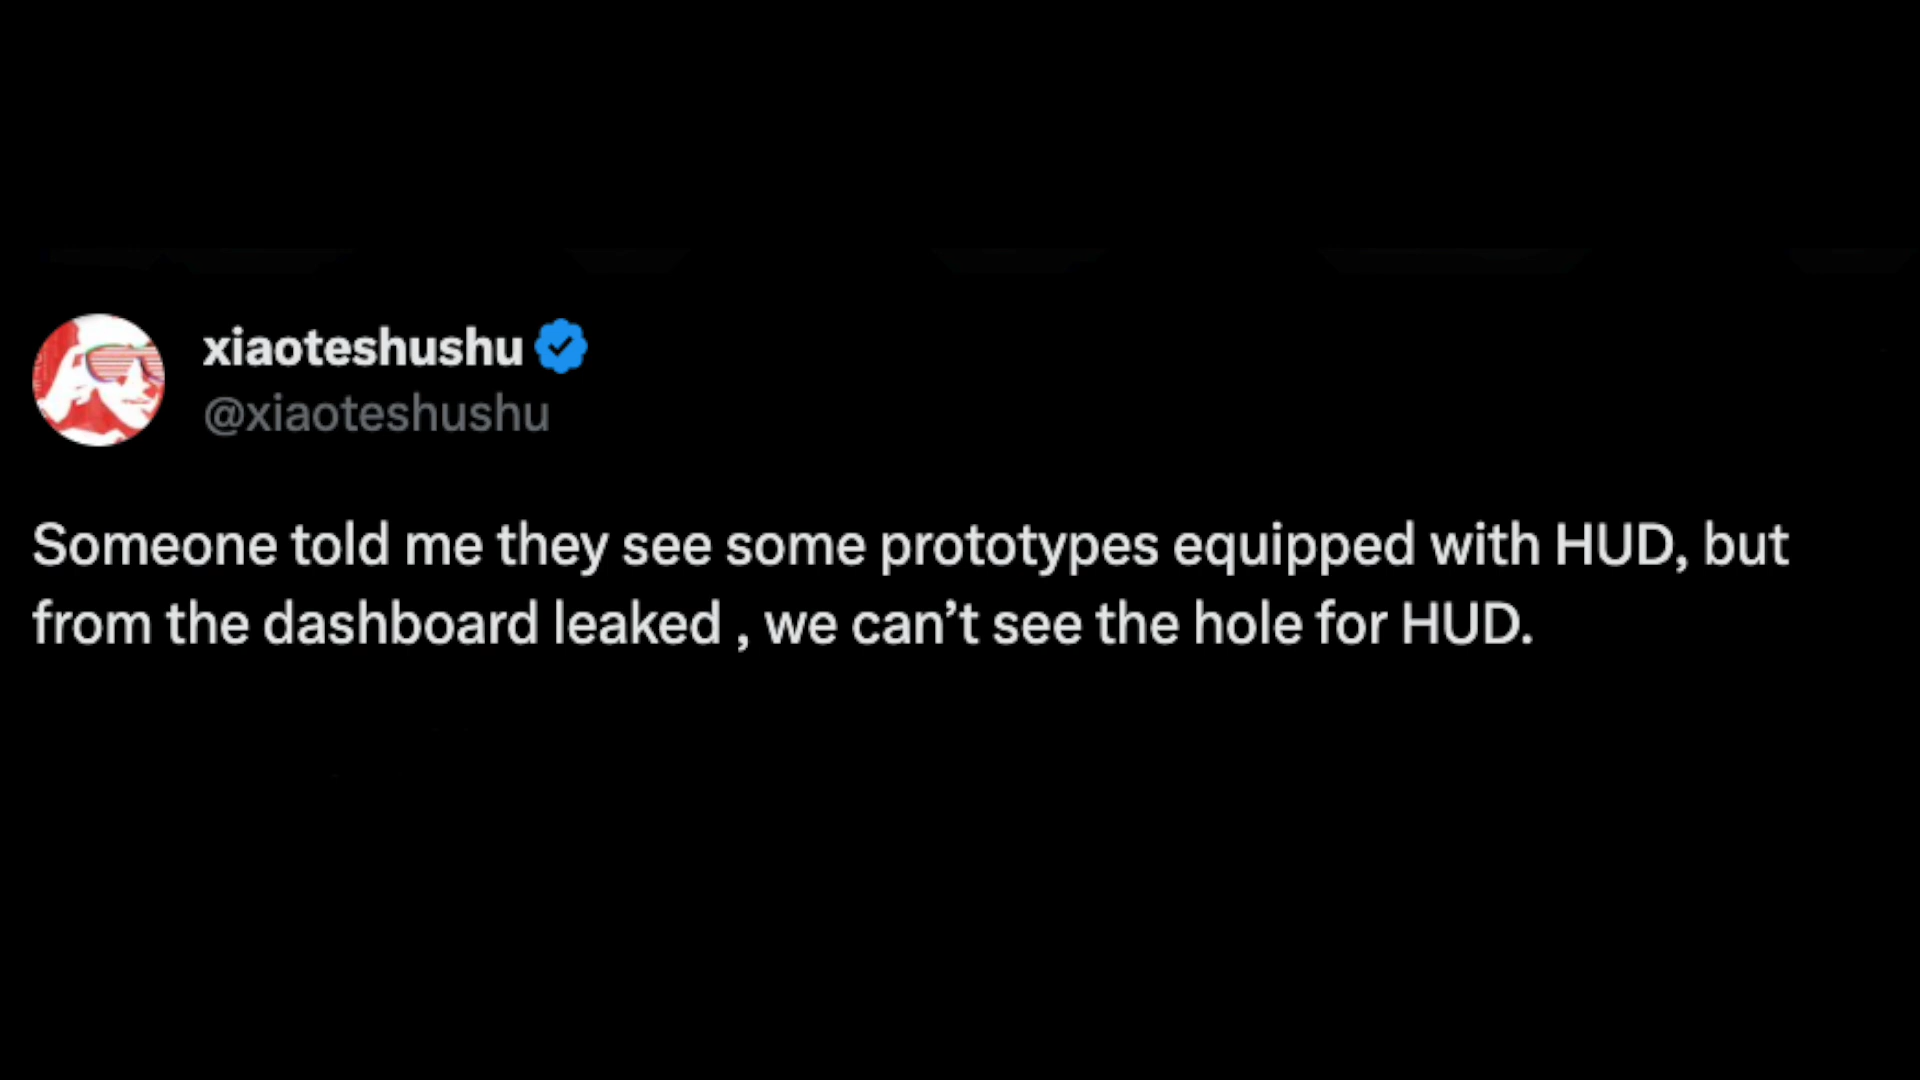 xiaoteshushu
@xiaoteshushu
Someone told me they see some prototypes equipped with HUD, but
from the dashboard leaked , we can’t see the hole for HUD.